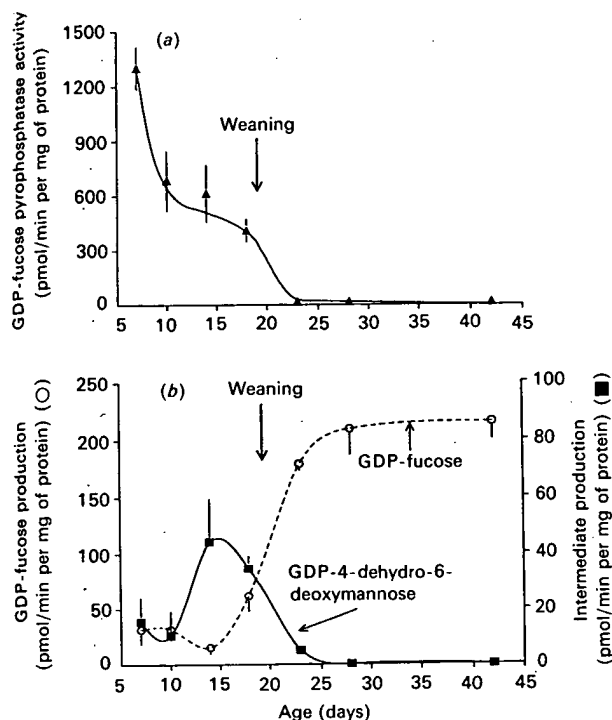 GDP-fucose pyrophosphatase activity
(pmol/min per mg of protein)
1500
1200
900
600
300
0
(a)
Weaning
5 10 15 20 25 30 35 40 45
GDP-fucose production
(pmol/min per mg of protein) (○)
250
200
150
100
50
0
(b)
Weaning
GDP-fucose
GDP-4-dehydro-6-
deoxymannose
100
80
60
40
20
0
Intermediate production (■)
(pmol/min per mg of protein)
5 10 15 20 25 30 35 40 45
Age (days)